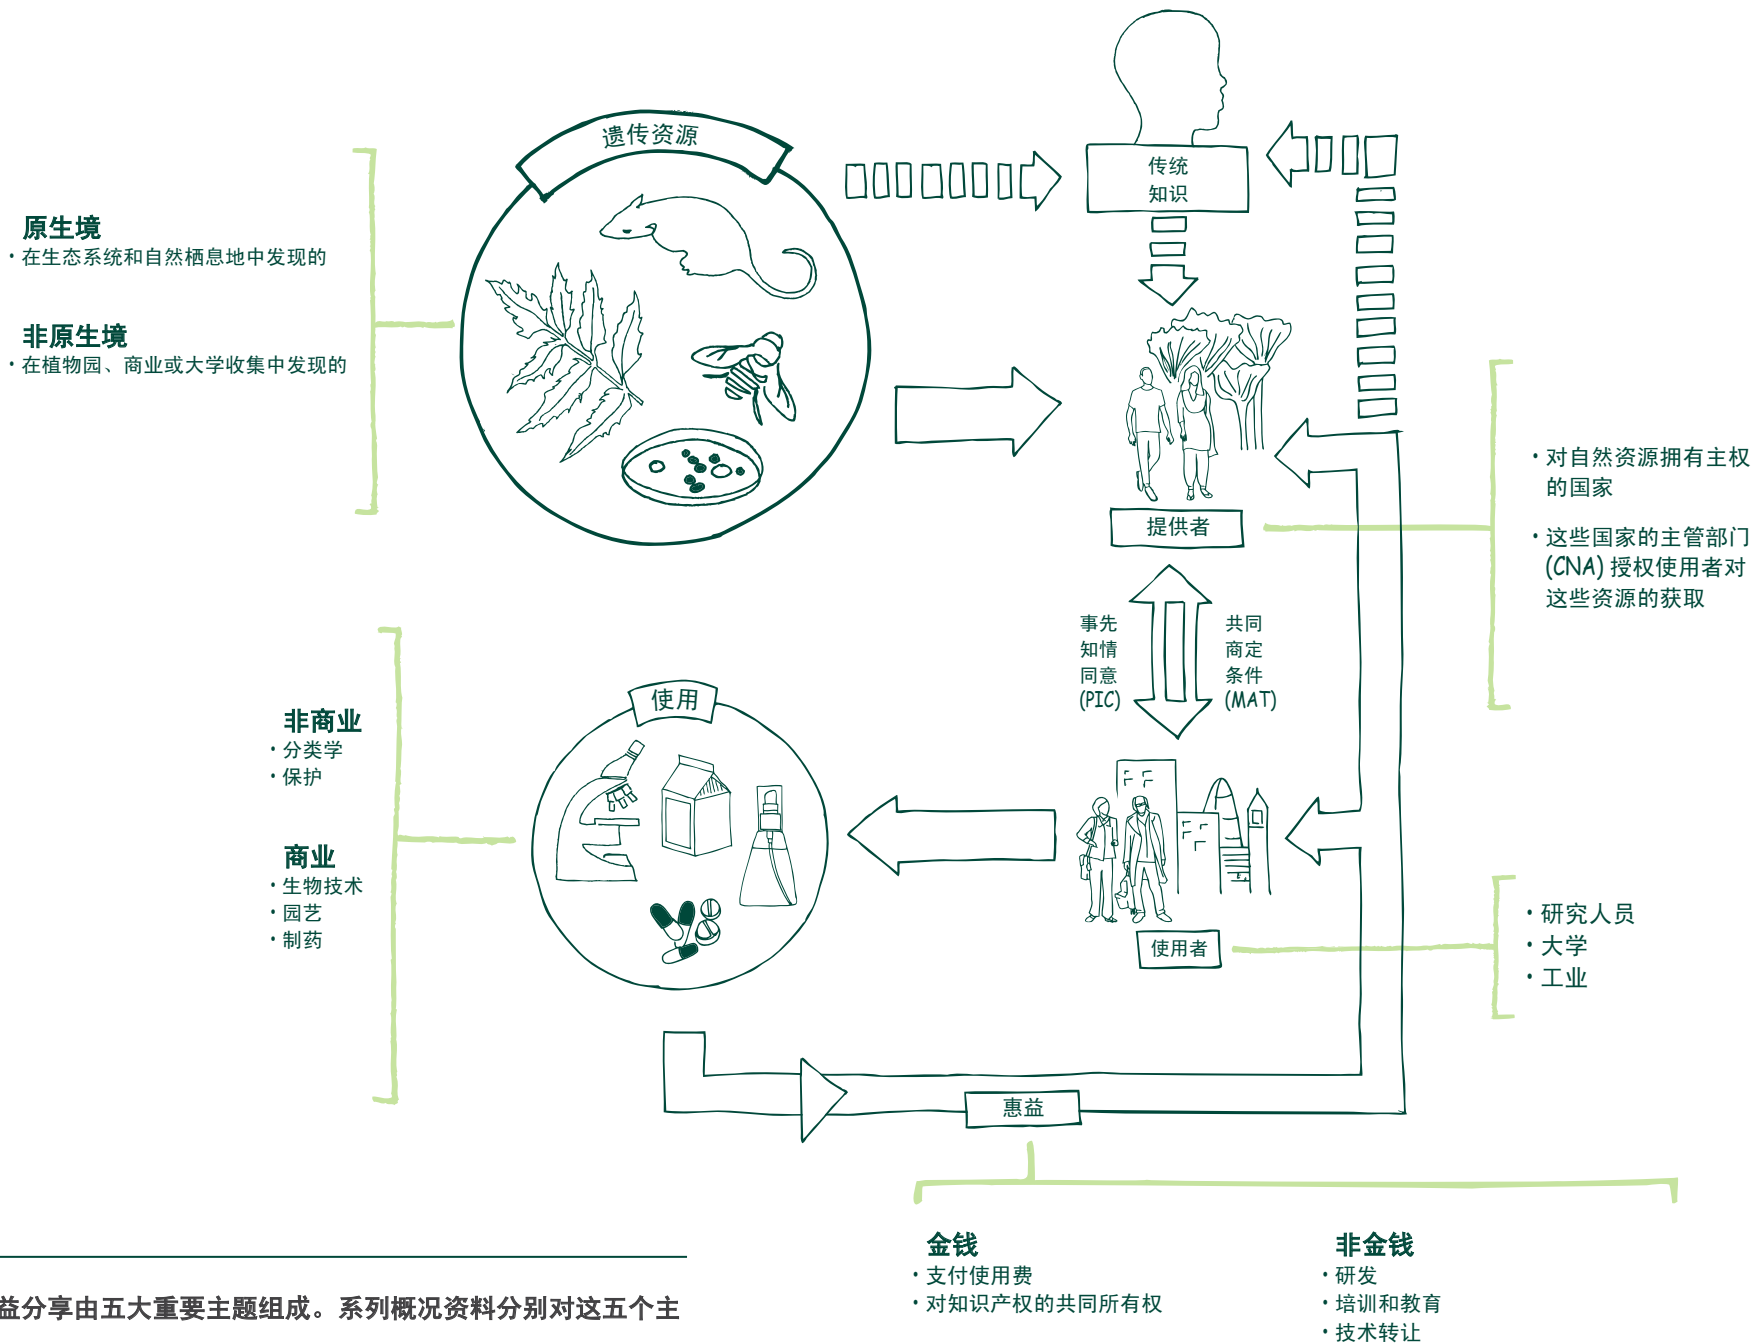 遗传资源
传统
知识
原生境
·在生态系统和自然栖息地中发现的
非原生境
·在植物园、商业或大学收集中发现的
提供者
·对自然资源拥有主权
的国家
·这些国家的主管部门
(CNA) 授权使用者对
这些资源的获取
事先
知情
同意
(PIC)
共同
商定
条件
(MAT)
使用
非商业
·分类学
·保护
商业
·生物技术
·园艺
·制药
使用者
·研究人员
·大学
·工业
惠益
金钱
·支付使用费
·对知识产权的共同所有权
非金钱
·研发
·培训和教育
·技术转让
益分享由五大重要主题组成。系列概况资料分别对这五个主